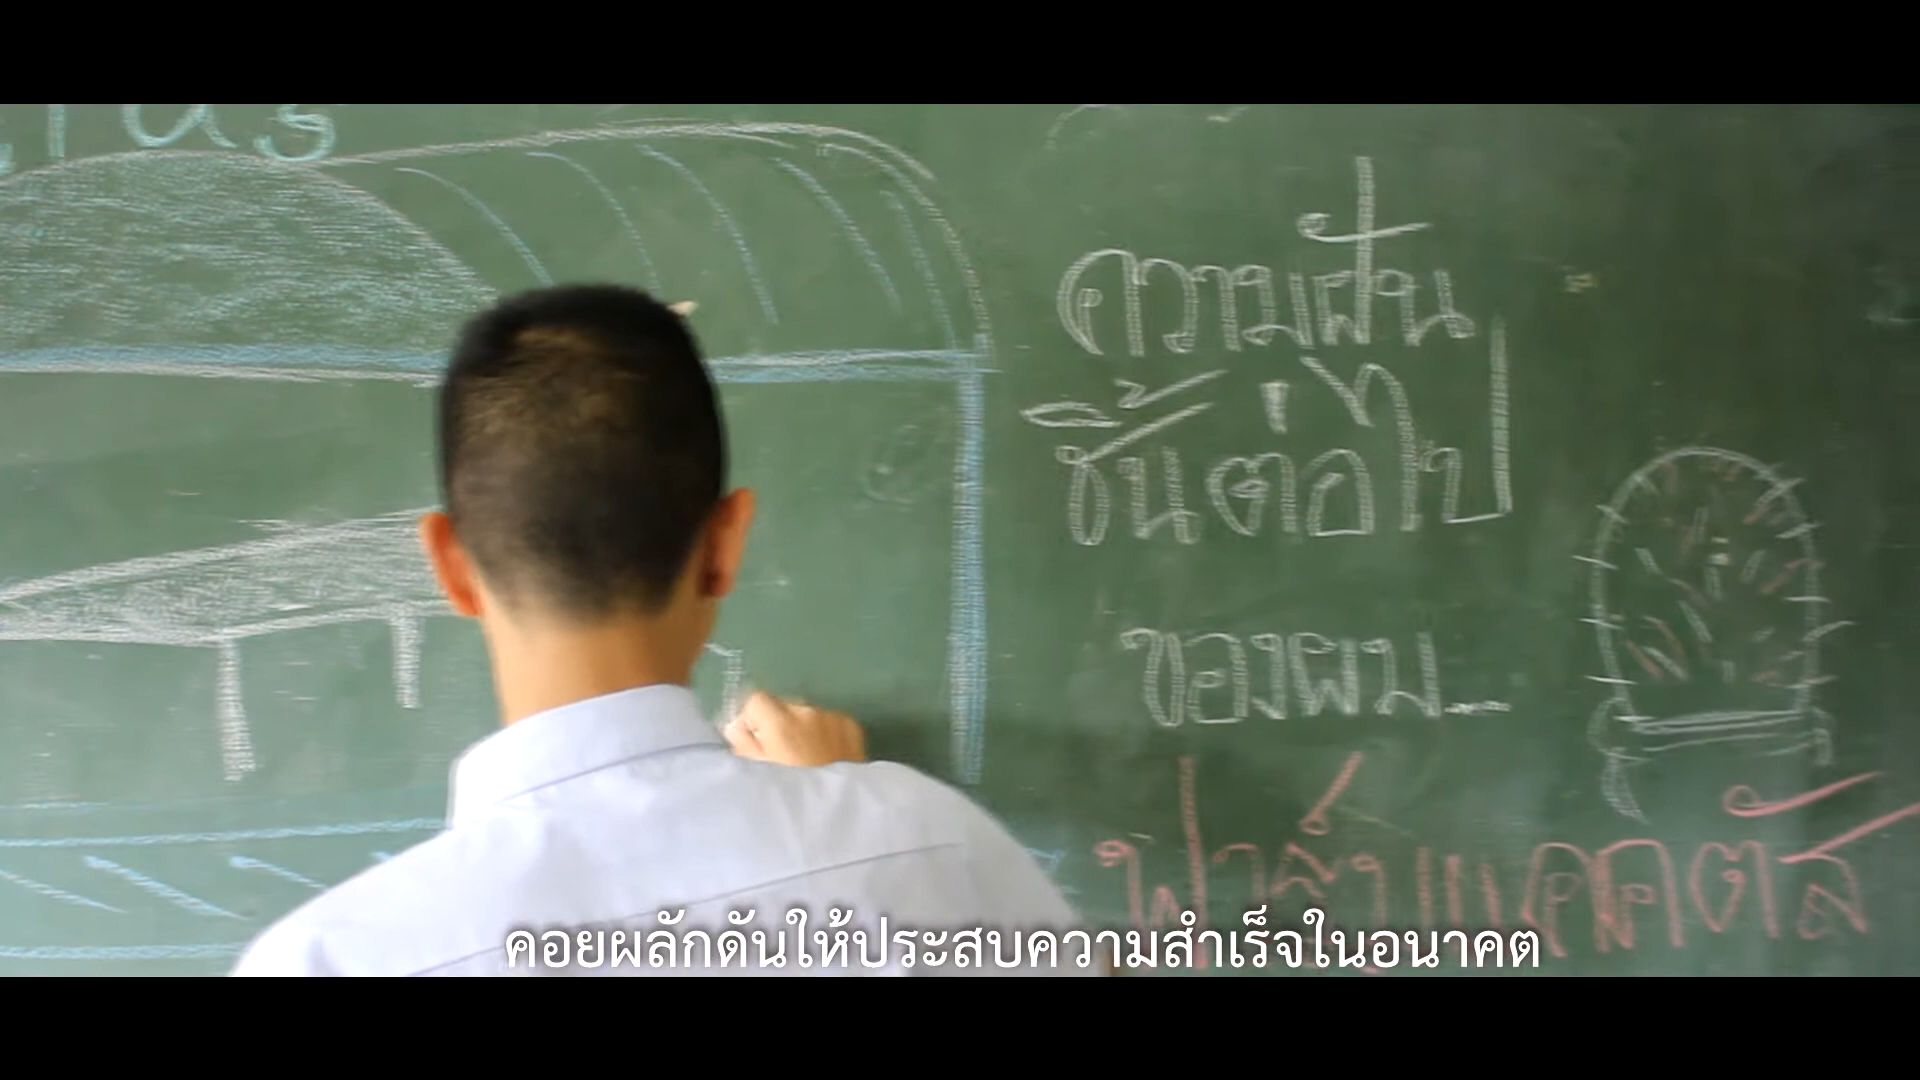 ความฝัน
ขั้นต่อไป
ของผม....
ฟาร์มแคคตัส
คอยผลักดันให้ประสบความสำเร็จในอนาคต